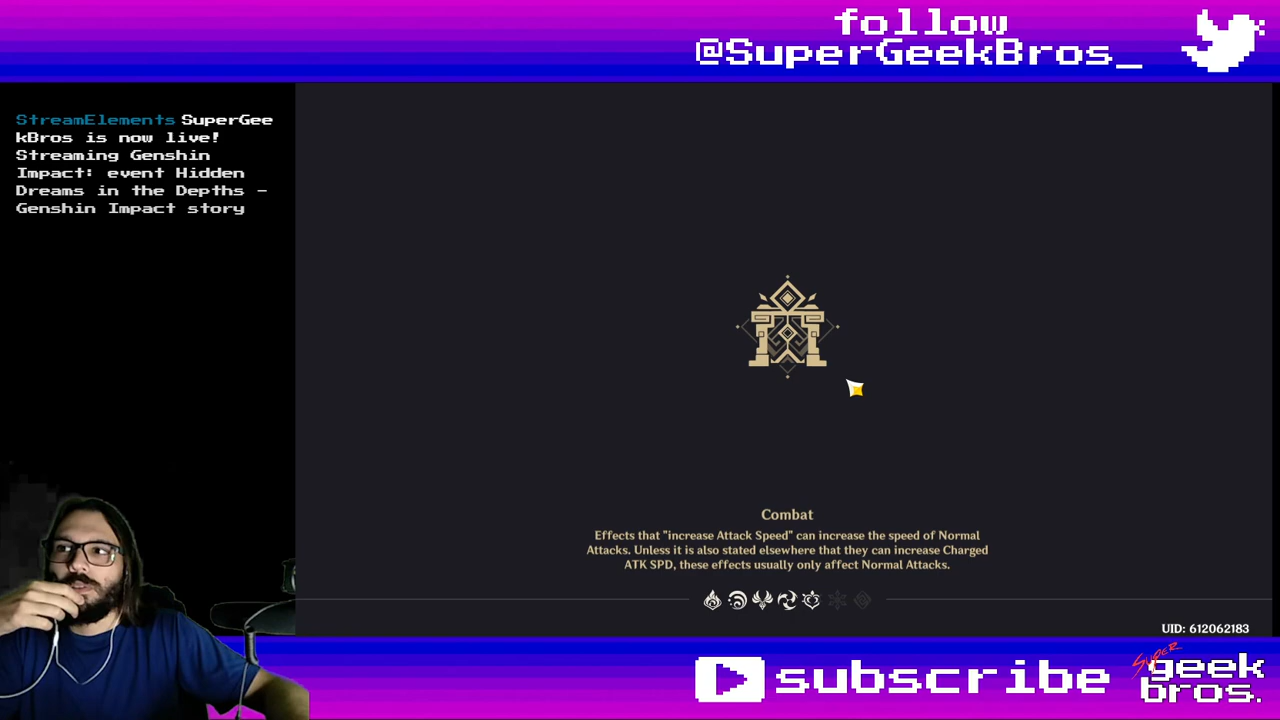 follow
@SuperGeekBros_
StreamElements SuperGee
kBros is now live!
Streaming Genshin
Impact: event Hidden
Dreams in the Depths -
Genshin Impact story
Combat
Effects that "increase Attack Speed" can increase the speed of Normal
Attacks. Unless it is also stated elsewhere that they can increase Charged
ATK SPD, these effects usually only affect Normal Attacks.
UID: 612062183
subscribe
SUPER
geek
bros.